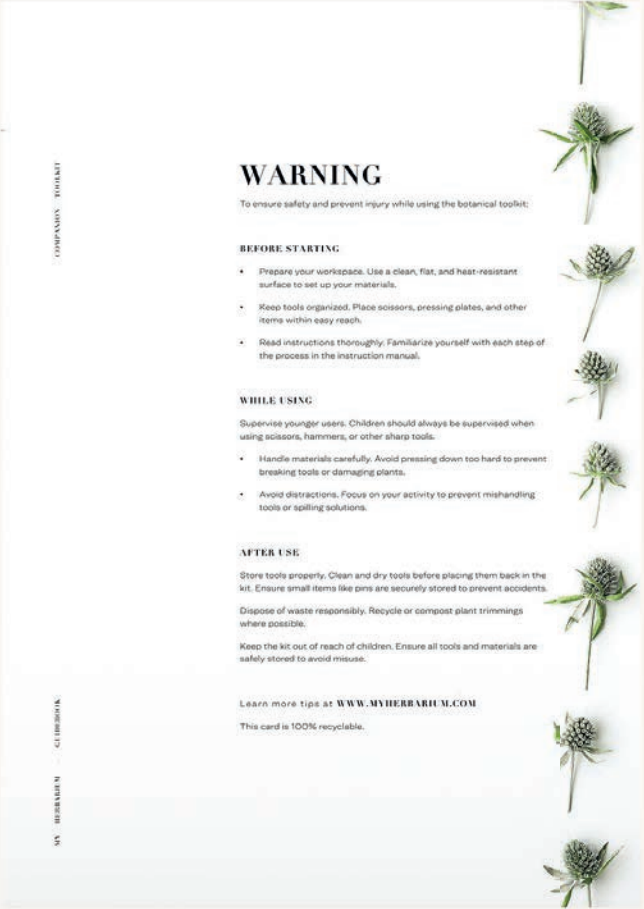 WARNING
To ensure safety and prevent injury while using the botanical toolkit:
BEFORE STARTING
• Prepare your workspace. Use a clean, flat, and heat-resistant
surface to set up your materials.
• Keep tools organized. Place scissors, pressing plates, and other
items within easy reach.
• Read instructions thoroughly. Familiarize yourself with each step of
the process in the instruction manual.
WHILE USING
Supervise younger users. Children should always be supervised when
using scissors, hammers, or other sharp tools.
• Handle materials carefully. Avoid pressing down too hard to prevent
breaking tools or damaging plants.
• Avoid distractions. Focus on your activity to prevent mishandling
tools or spilling solutions.
AFTER USE
Store tools properly. Clean and dry tools before placing them back in the
kit. Ensure small items like pins are securely stored to prevent accidents.
Dispose of waste responsibly. Recycle or compost plant trimmings
where possible.
Keep the kit out of reach of children. Ensure all tools and materials are
safely stored to avoid misuse.
Learn more tips at WWW.MYHERBARIUM.COM
This card is 100% recyclable.
MY HERBARIUM · GUIDEBOOK
COMPANION TOOLKIT